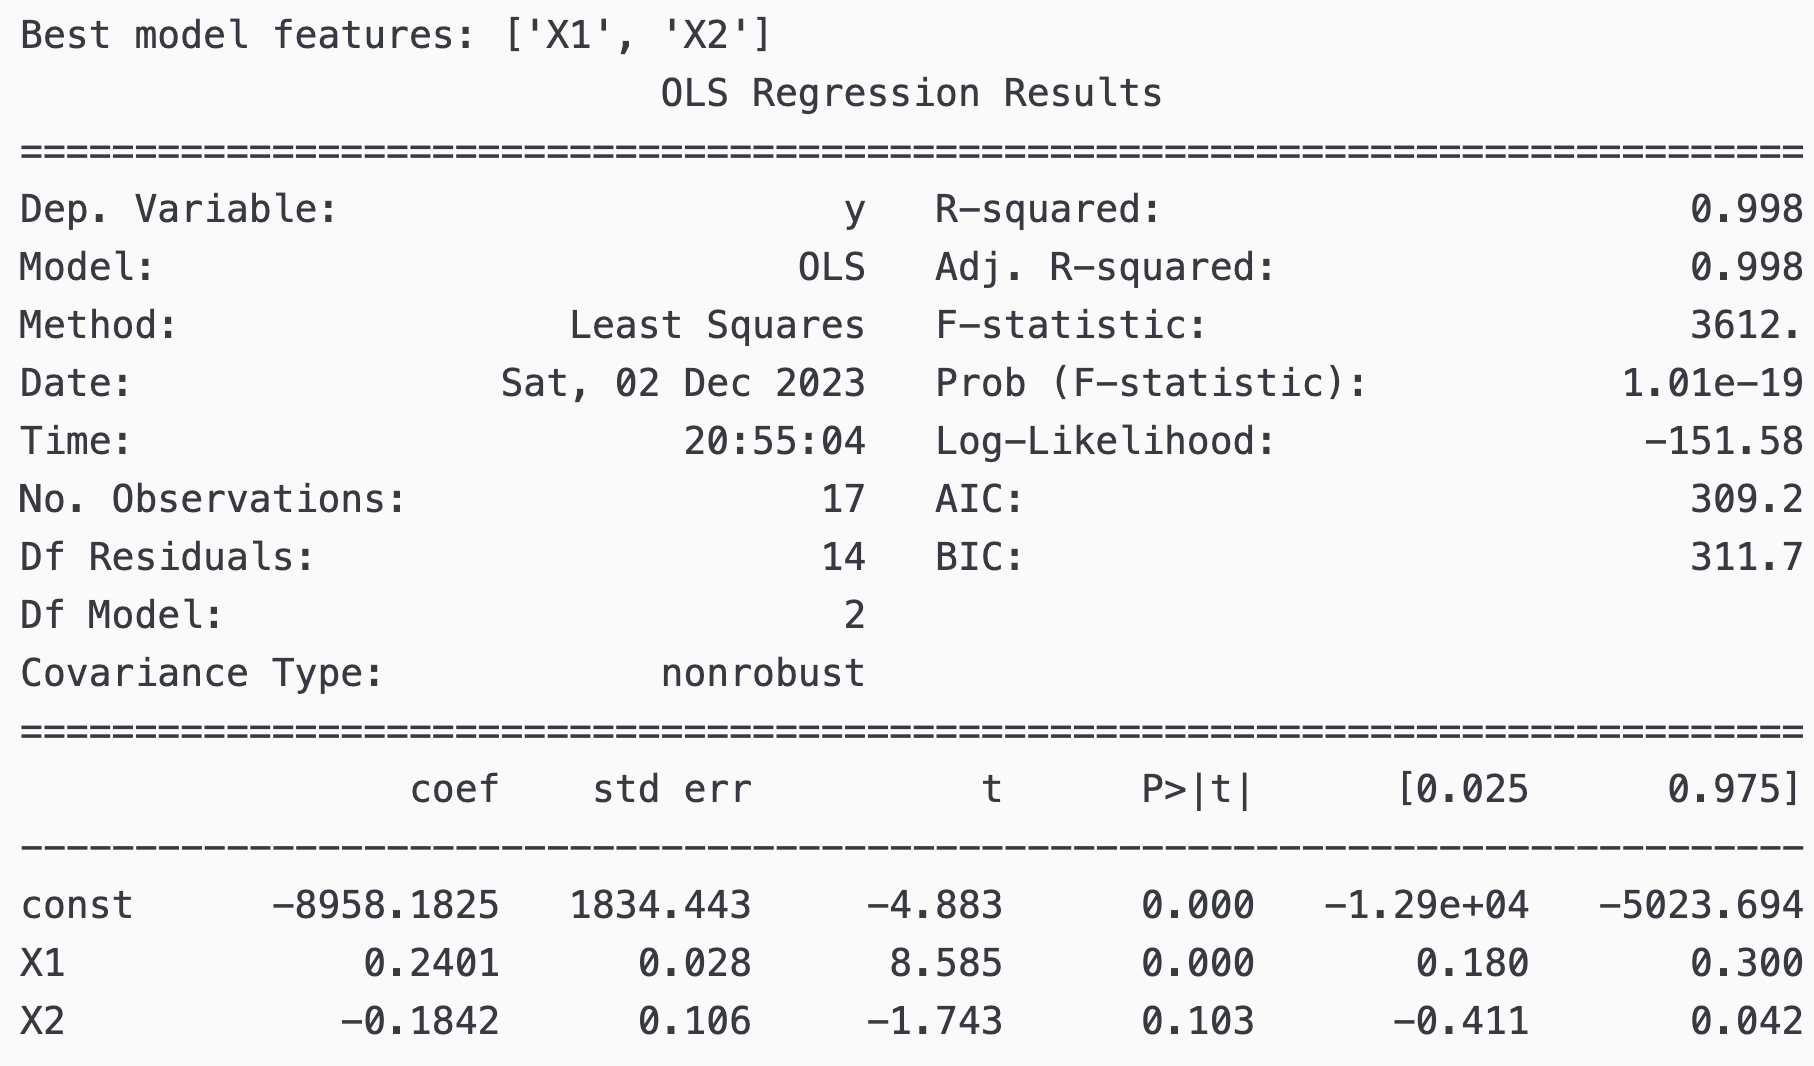 Best model features: ['X1', 'X2']
                            OLS Regression Results
==============================================================================
Dep. Variable:                      y   R-squared:                       0.998
Model:                            OLS   Adj. R-squared:                  0.998
Method:                 Least Squares   F-statistic:                     3612.
Date:                Sat, 02 Dec 2023   Prob (F-statistic):           1.01e-19
Time:                        20:55:04   Log-Likelihood:                -151.58
No. Observations:                  17   AIC:                             309.2
Df Residuals:                      14   BIC:                             311.7
Df Model:                           2
Covariance Type:            nonrobust
==============================================================================
                 coef    std err          t      P>|t|      [0.025      0.975]
------------------------------------------------------------------------------
const      -8958.1825   1834.443     -4.883      0.000   -1.29e+04   -5023.694
X1             0.2401      0.028      8.585      0.000       0.180       0.300
X2            -0.1842      0.106     -1.743      0.103      -0.411       0.042